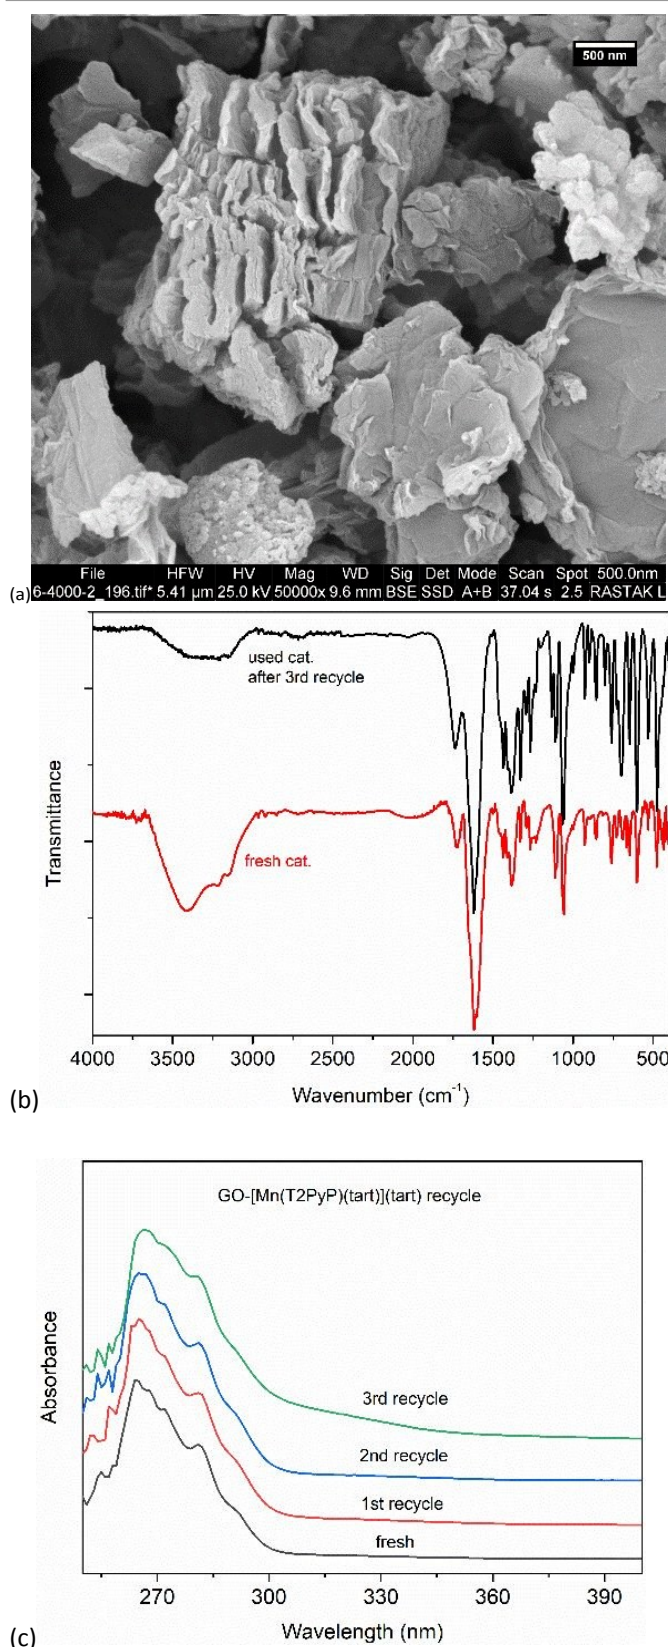 500 nm
File HFW HV Mag WD Sig Det Mode Scan Spot 500.0nm
(a) 6-4000-2_196.tif* 5.41 µm 25.0 kV 50000x 9.6 mm BSE SSD A+B 37.04 s 2.5 RASTAK L
used cat.
after 3rd recycle
fresh cat.
Transmittance
4000 3500 3000 2500 2000 1500 1000 500
Wavenumber (cm⁻¹)
(b)
GO-[Mn(T2PyP)(tart)](tart) recycle
Absorbance
3rd recycle
2nd recycle
1st recycle
fresh
270 300 330 360 390
Wavelength (nm)
(c)